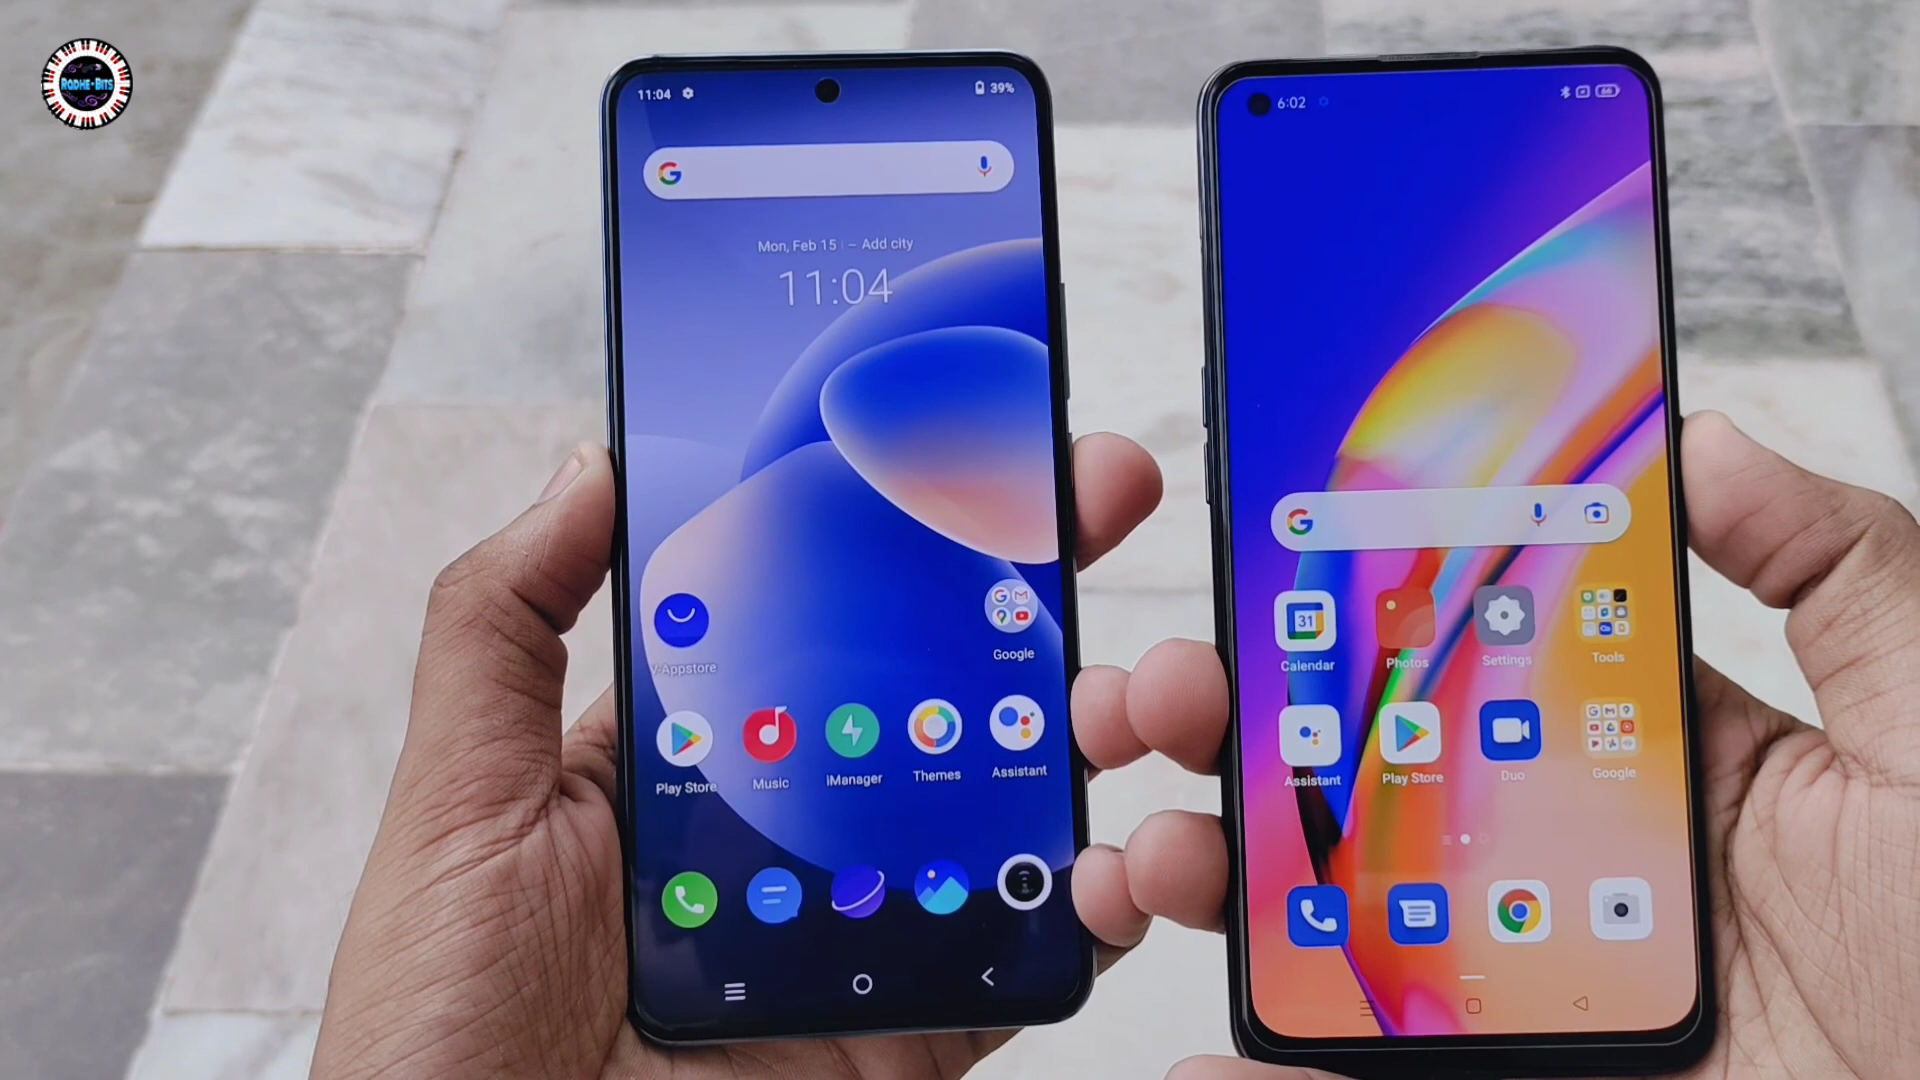 RODHE-BITS
11:04
39%
Mon, Feb 15 – Add city
11:04
V-Appstore
Google
Play Store
Music
iManager
Themes
Assistant
6:02
66
31
Calendar
Photos
Settings
Tools
Assistant
Play Store
Duo
Google